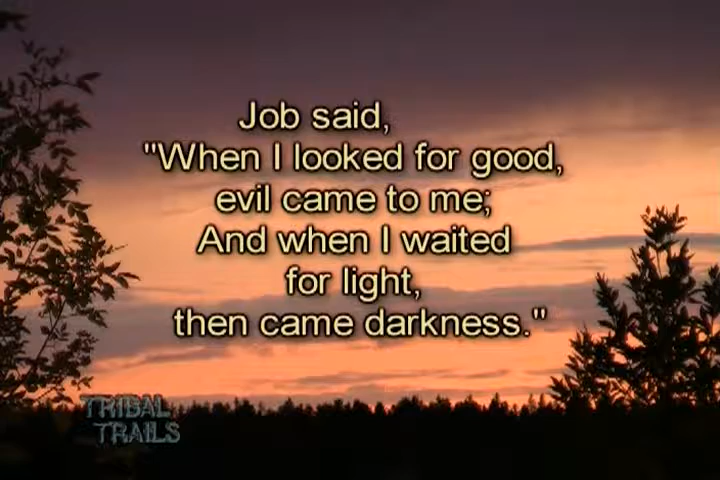 Job said,
"When I looked for good,
evil came to me;
And when I waited
for light,
then came darkness."
TRIBAL
TRAILS